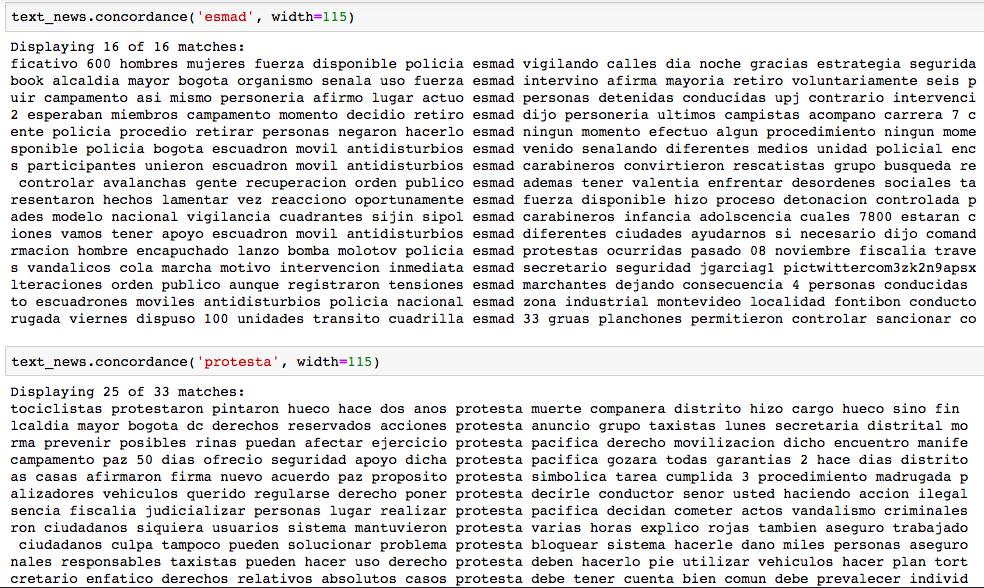 text_news.concordance('esmad', width=115)
Displaying 16 of 16 matches:
ficativo 600 hombres mujeres fuerza disponible policia esmad vigilando calles dia noche gracias estrategia segurida
book alcaldia mayor bogota organismo senala uso fuerza esmad intervino afirma mayoria retiro voluntariamente seis p
uir campamento asi mismo personeria afirmo lugar actuo esmad personas detenidas conducidas upj contrario intervenci
2 esperaban miembros campamento momento decidio retiro esmad dijo personeria ultimos campistas acompano carrera 7 c
ente policia procedio retirar personas negaron hacerlo esmad ningun momento efectuo algun procedimiento ningun mome
sponible policia bogota escuadron movil antidisturbios esmad venido senalando diferentes medios unidad policial enc
s participantes unieron escuadron movil antidisturbios esmad carabineros convirtieron rescatistas grupo busqueda re
controlar avalanchas gente recuperacion orden publico esmad ademas tener valentia enfrentar desordenes sociales ta
resentaron hechos lamentar vez reacciono oportunamente esmad fuerza disponible hizo proceso detonacion controlada p
ades modelo nacional vigilancia cuadrantes sijin sipol esmad carabineros infancia adolscencia cuales 7800 estaran c
iones vamos tener apoyo escuadron movil antidisturbios esmad diferentes ciudades ayudarnos si necesario dijo comand
rmacion hombre encapuchado lanzo bomba molotov policia esmad protestas ocurridas pasado 08 noviembre fiscalia trave
s vandalicos cola marcha motivo intervencion inmediata esmad secretario seguridad jgarciag1 pictwittercom3zk2n9apsx
lteraciones orden publico aunque registraron tensiones esmad marchantes dejando consecuencia 4 personas conducidas
to escuadrones moviles antidisturbios policia nacional esmad zona industrial montevideo localidad fontibon conducto
rugada viernes dispuso 100 unidades transito cuadrilla esmad 33 gruas planchones permitieron controlar sancionar co
text_news.concordance('protesta', width=115)
Displaying 25 of 33 matches:
tociclistas protestaron pintaron hueco hace dos anos protesta muerte companera distrito hizo cargo hueco sino fin
lcaldia mayor bogota dc derechos reservados acciones protesta anuncio grupo taxistas lunes secretaria distrital mo
rma prevenir posibles rinas puedan afectar ejercicio protesta pacifica derecho movilizacion dicho encuentro manife
campamento paz 50 dias ofrecio seguridad apoyo dicha protesta pacifica gozara todas garantias 2 hace dias distrito
as casas afirmaron firma nuevo acuerdo paz proposito protesta simbolica tarea cumplida 3 procedimiento madrugada p
alizadores vehiculos querido regularse derecho poner protesta decirle conductor senor usted haciendo accion ilegal
sencia fiscalia judicializar personas lugar realizar protesta pacifica decidan cometer actos vandalismo criminales
ron ciudadanos siquiera usuarios sistema mantuvieron protesta varias horas explico rojas tambien aseguro trabajado
ciudadanos culpa tampoco pueden solucionar problema protesta bloquear sistema hacerle dano miles personas aseguro
nales responsables taxistas pueden hacer uso derecho protesta deben hacerlo pie utilizar vehiculos hacer plan tort
cretario enfatico derechos relativos absolutos casos protesta debe tener cuenta bien comun debe prevalecer individ